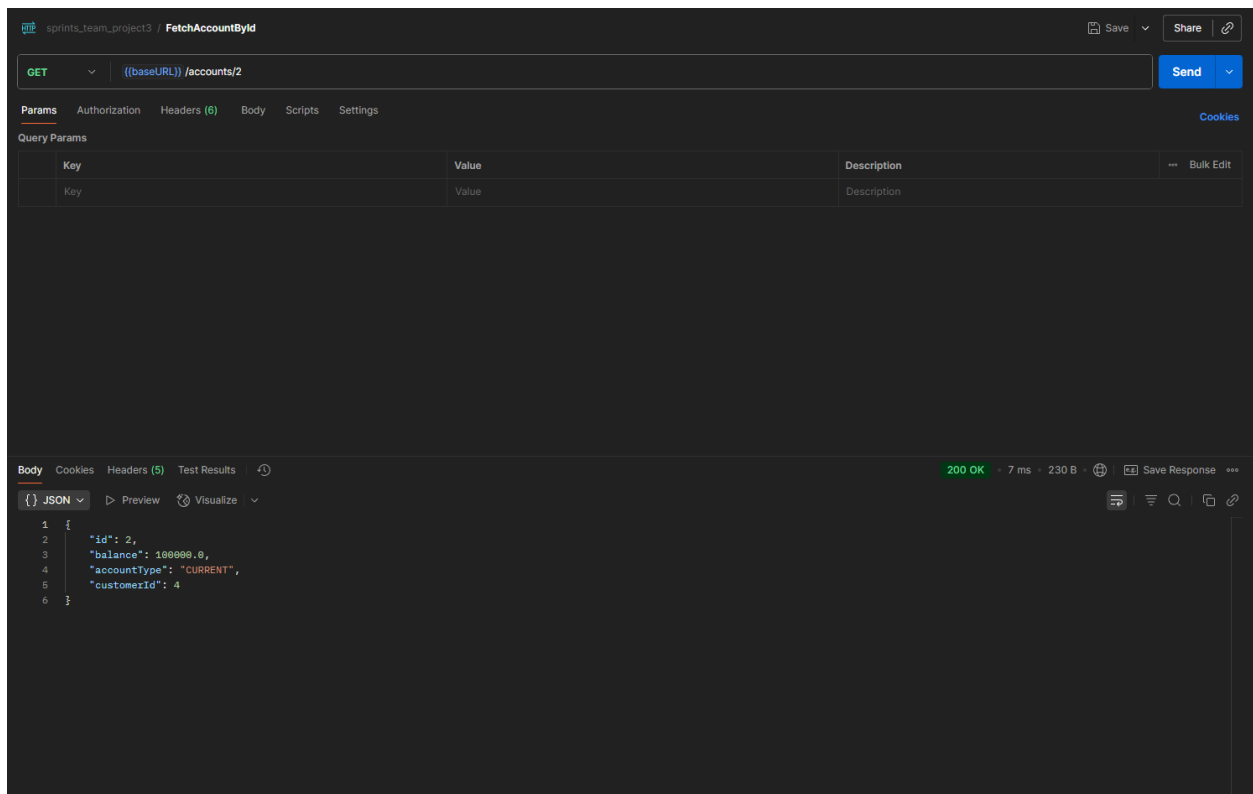 HTTP sprints_team_project3 / FetchAccountById Save Share
GET {{baseURL}} /accounts/2 Send
Params Authorization Headers (6) Body Scripts Settings Cookies
Query Params
Key Value Description ••• Bulk Edit
Key Value Description
Body Cookies Headers (5) Test Results 200 OK • 7 ms • 230 B • e.g. Save Response •••
{} JSON Preview Visualize
1 {
2 "id": 2,
3 "balance": 100000.0,
4 "accountType": "CURRENT",
5 "customerId": 4
6 }